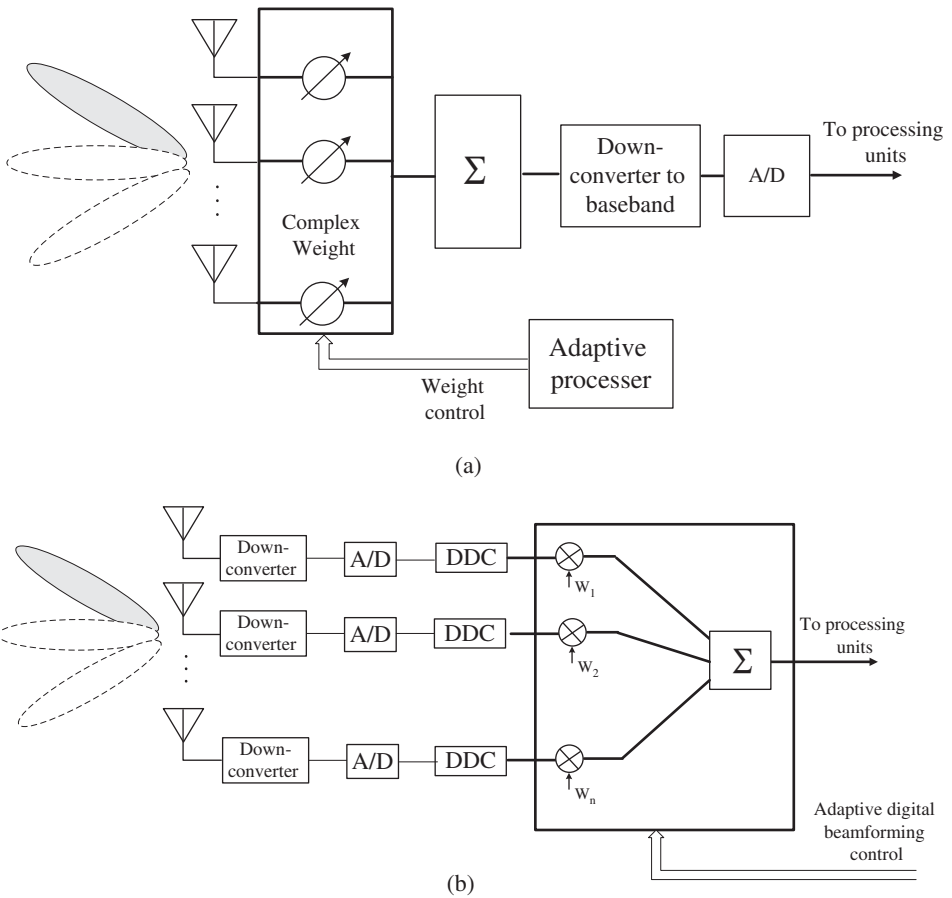 Complex
Weight
Σ
Down-
converter to
baseband
A/D
To processing
units
Adaptive
processer
Weight
control
(a)
Down-
converter
A/D
DDC
W1
Down-
converter
A/D
DDC
W2
Down-
converter
A/D
DDC
Wn
Σ
To processing
units
Adaptive digital
beamforming
control
(b)